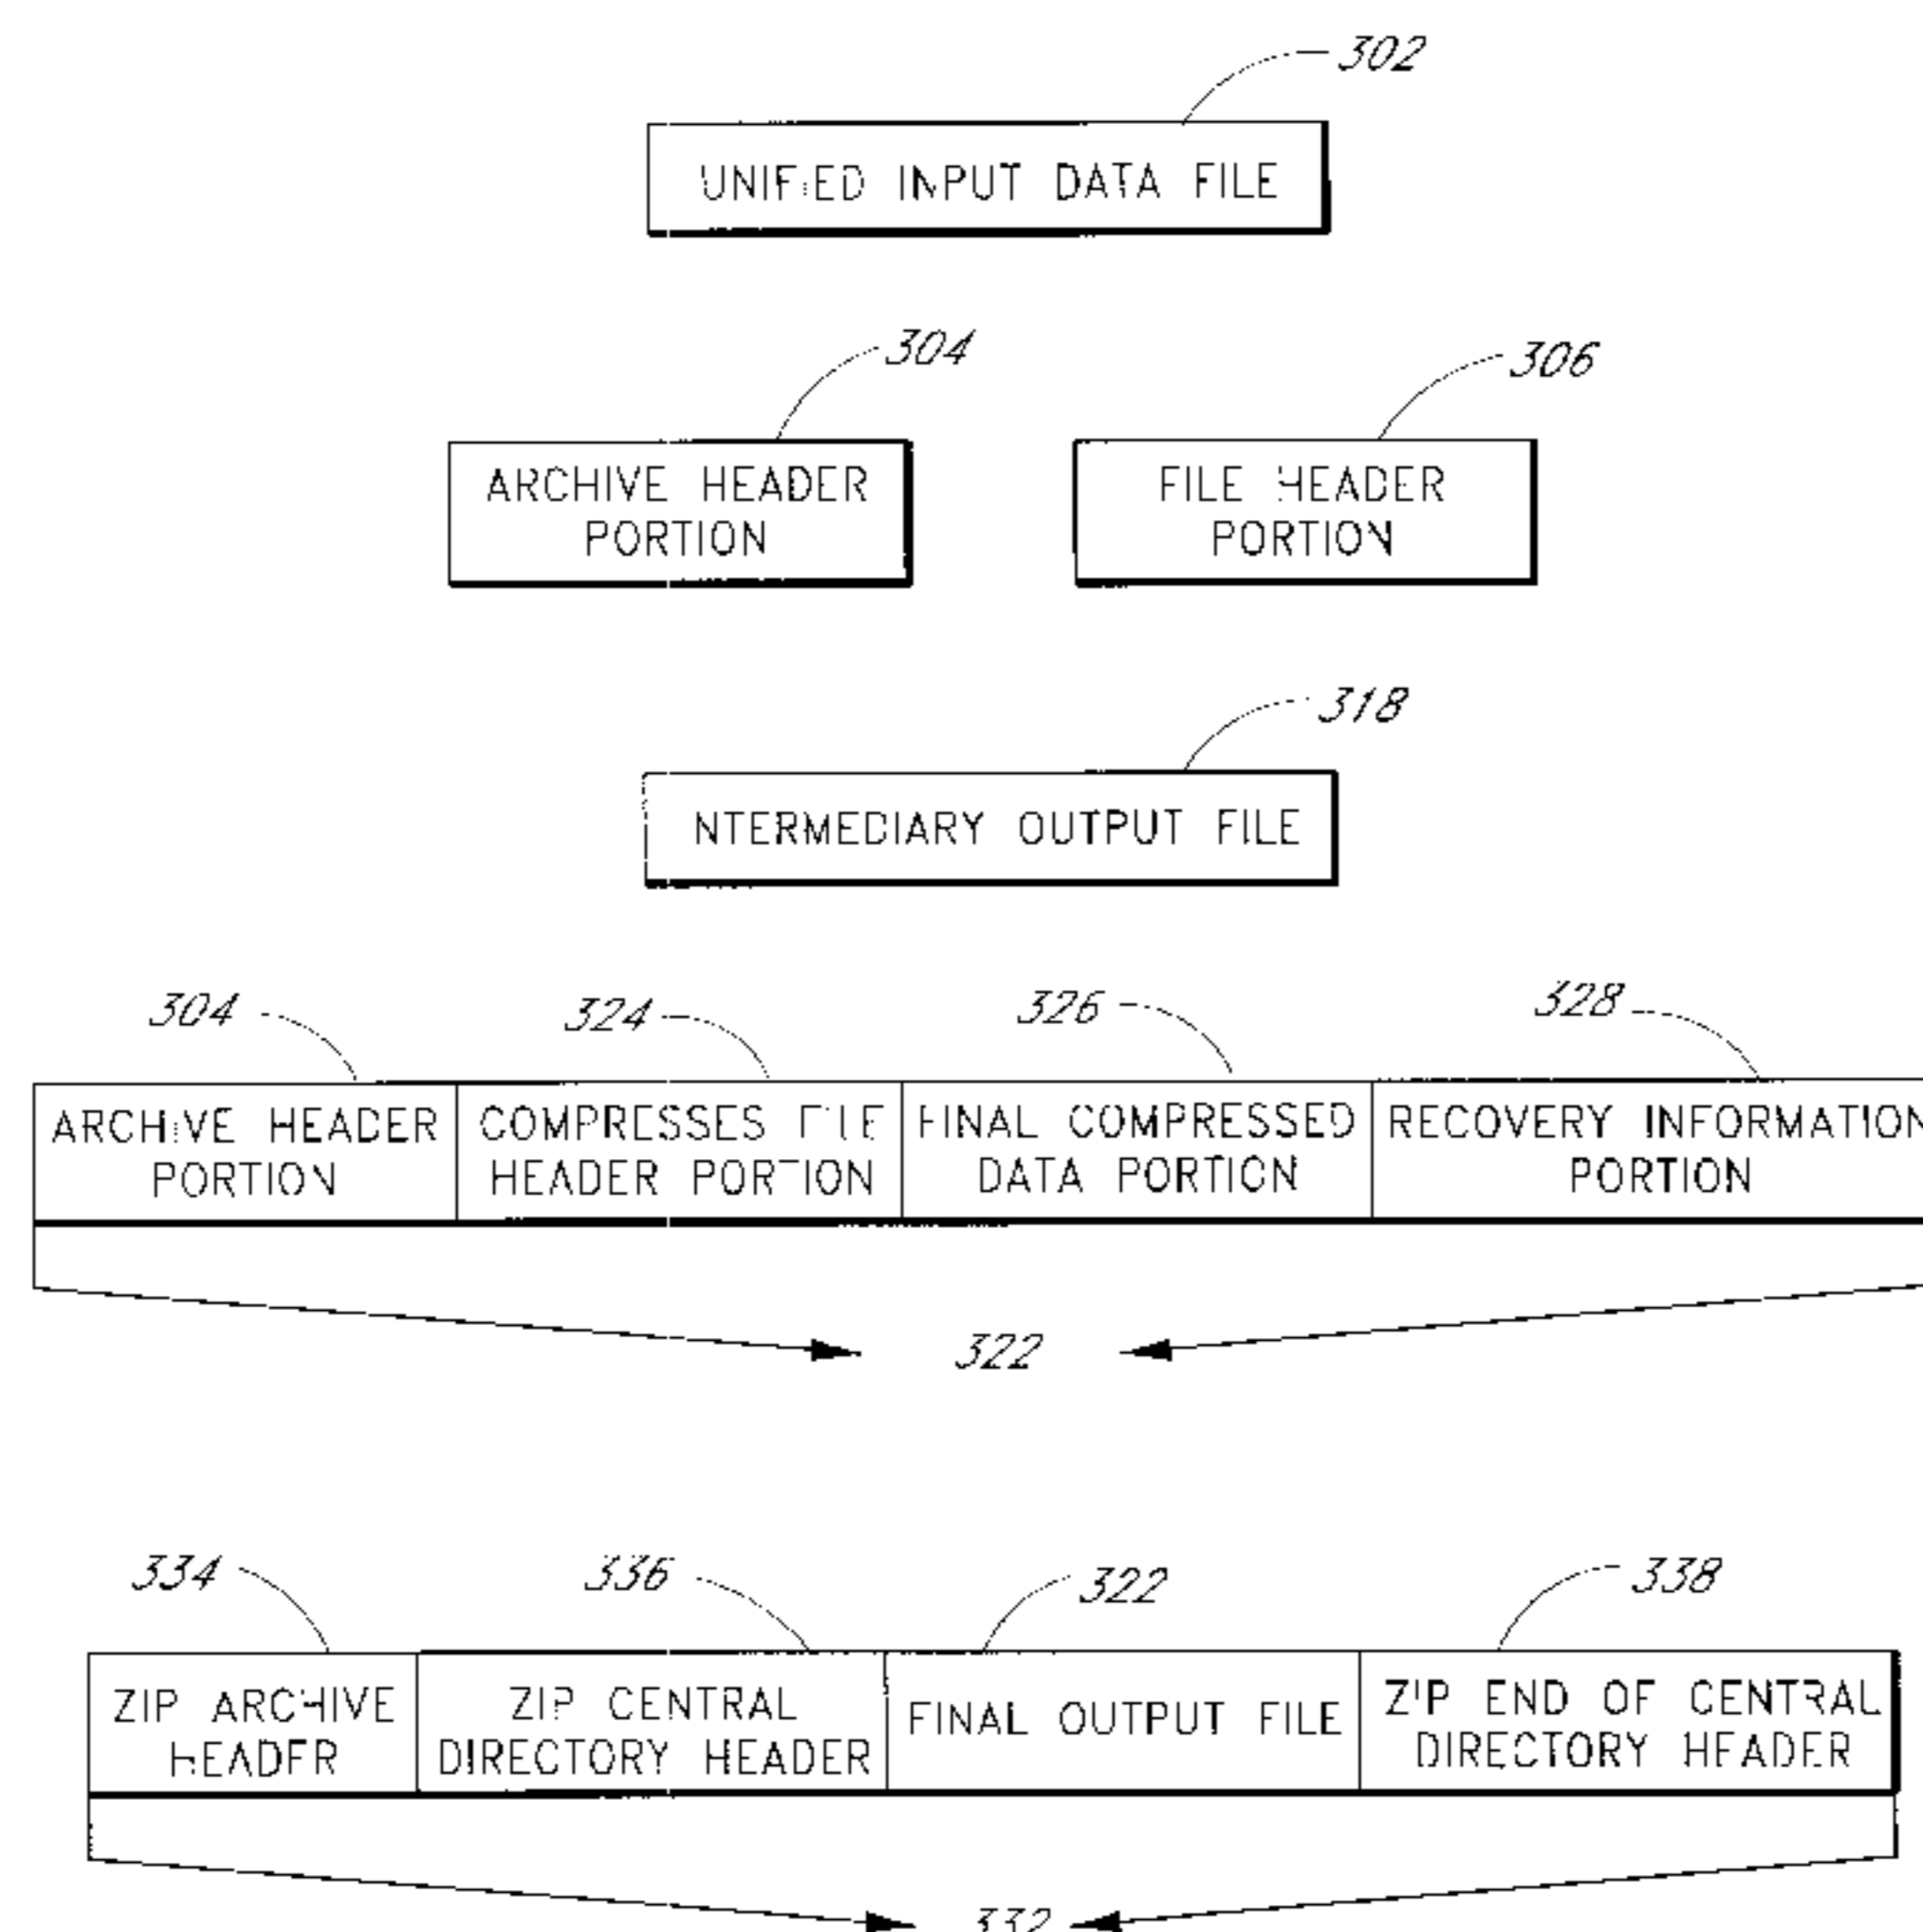 302
UNIFIED INPUT DATA FILE
304
306
ARCHIVE HEADER
PORTION
FILE HEADER
PORTION
318
NTERMEDIARY OUTPUT FILE
304
324
326
328
ARCHIVE HEADER
PORTION
COMPRESSES FILE
HEADER PORTION
FINAL COMPRESSED
DATA PORTION
RECOVERY INFORMATION
PORTION
322
334
336
322
338
ZIP ARCHIVE
HEADER
ZIP CENTRAL
DIRECTORY HEADER
FINAL OUTPUT FILE
ZIP END OF CENTRAL
DIRECTORY HEADER
332